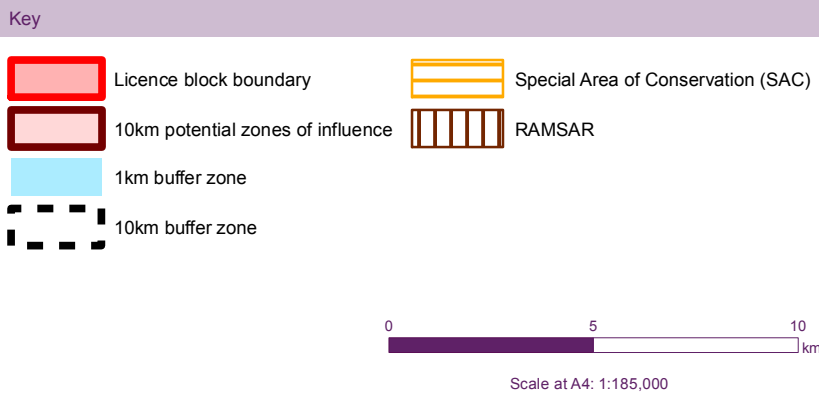 Key
Licence block boundary
10km potential zones of influence
1km buffer zone
10km buffer zone
Special Area of Conservation (SAC)
RAMSAR
0 5 10
km
Scale at A4: 1:185,000